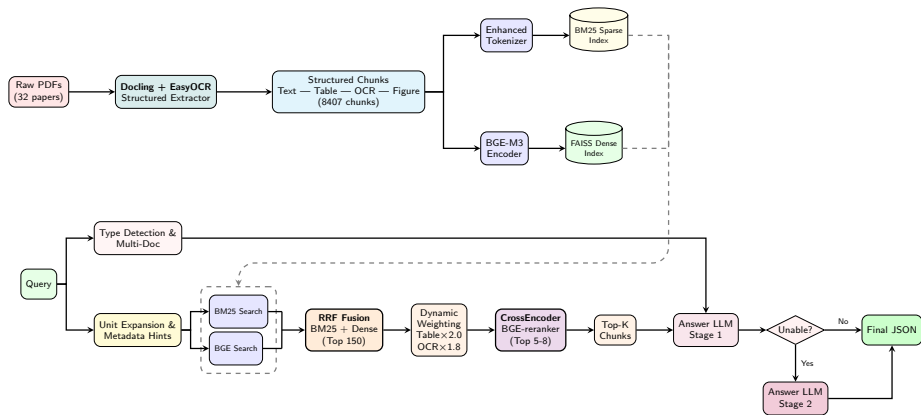 Enhanced
Tokenizer
BM25 Sparse
Index
Raw PDFs
(32 papers)
Docling + EasyOCR
Structured Extractor
Structured Chunks
Text — Table — OCR — Figure
(8407 chunks)
BGE-M3
Encoder
FAISS Dense
Index
Type Detection &
Multi-Doc
Query
Unit Expansion &
Metadata Hints
BM25 Search
BGE Search
RRF Fusion
BM25 + Dense
(Top 150)
Dynamic
Weighting
Table×2.0
OCR×1.8
CrossEncoder
BGE-reranker
(Top 5-8)
Top-K
Chunks
Answer LLM
Stage 1
Unable?
No
Final JSON
Yes
Answer LLM
Stage 2